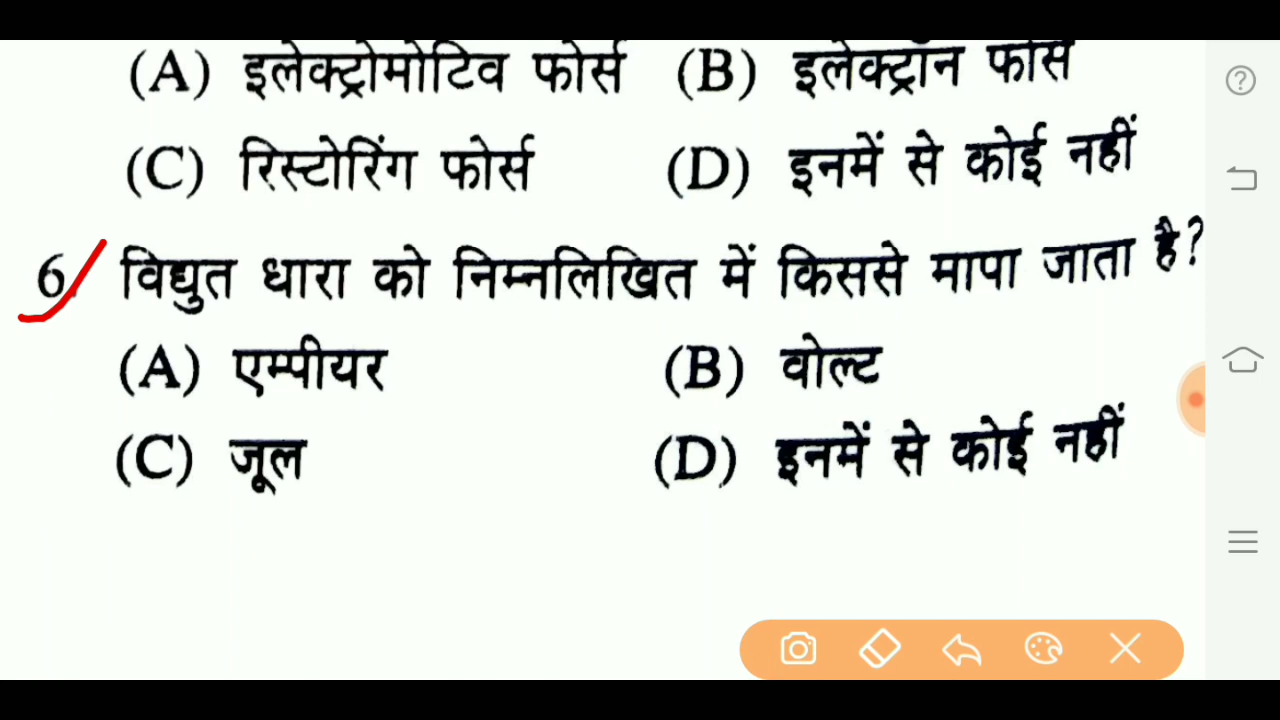 (A) इलेक्ट्रोमोटिव फोर्स (B) इलेक्ट्रॉन फोर्स
(C) रिस्टोरिंग फोर्स (D) इनमें से कोई नहीं
6. विद्युत धारा को निम्नलिखित में किससे मापा जाता है?
(A) एम्पीयर (B) वोल्ट
(C) जूल (D) इनमें से कोई नहीं